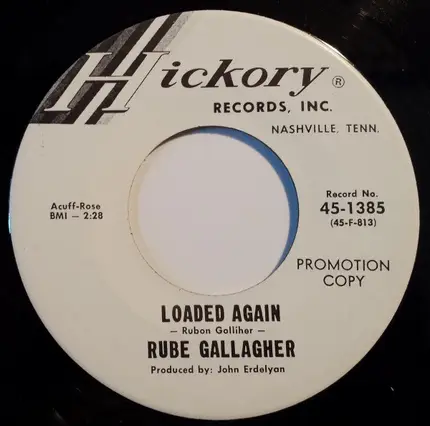 Hickory ®
RECORDS, INC.
NASHVILLE, TENN.
Acuff-Rose
BMI — 2:28
Record No.
45-1385
(45-F-813)
PROMOTION
COPY
LOADED AGAIN
— Rubon Golliher —
RUBE GALLAGHER
Produced by: John Erdelyan